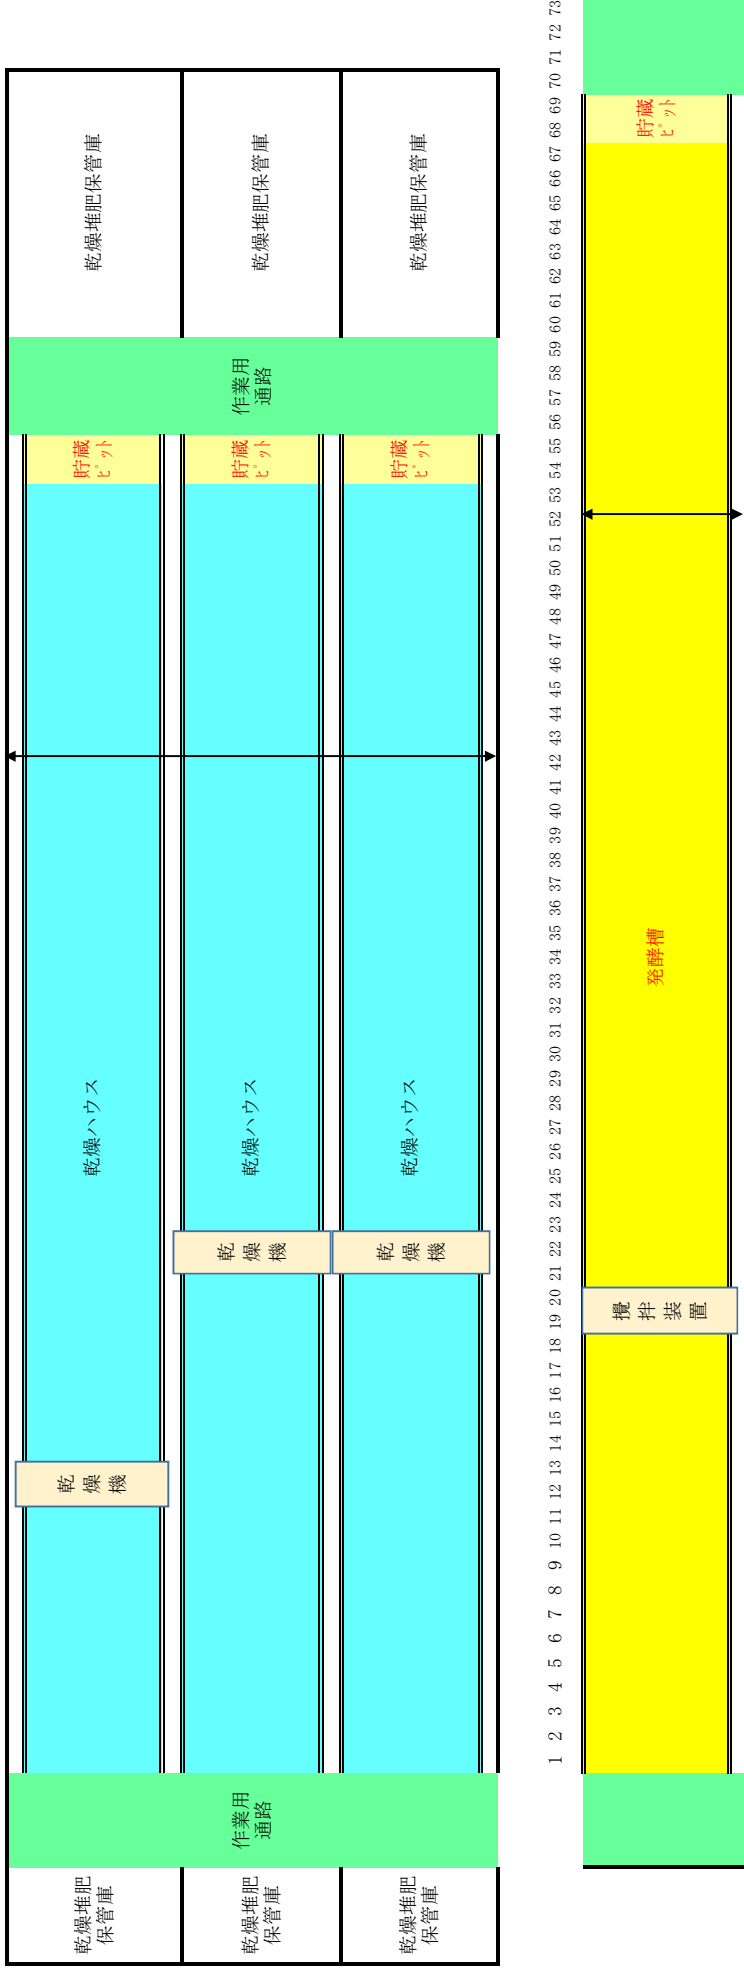 乾燥堆肥
保管庫
乾燥機
乾燥ハウス
貯蔵
ﾋﾟｯﾄ
乾燥堆肥保管庫
乾燥堆肥
保管庫
作業用
通路
乾燥機
乾燥ハウス
貯蔵
ﾋﾟｯﾄ
作業用
通路
乾燥堆肥保管庫
乾燥堆肥
保管庫
乾燥機
乾燥ハウス
貯蔵
ﾋﾟｯﾄ
乾燥堆肥保管庫
1 2 3 4 5 6 7 8 9 10 11 12 13 14 15 16 17 18 19 20 21 22 23 24 25 26 27 28 29 30 31 32 33 34 35 36 37 38 39 40 41 42 43 44 45 46 47 48 49 50 51 52 53 54 55 56 57 58 59 60 61 62 63 64 65 66 67 68 69 70 71 72 73
攪拌装置
発酵槽
貯蔵
ﾋﾟｯﾄ